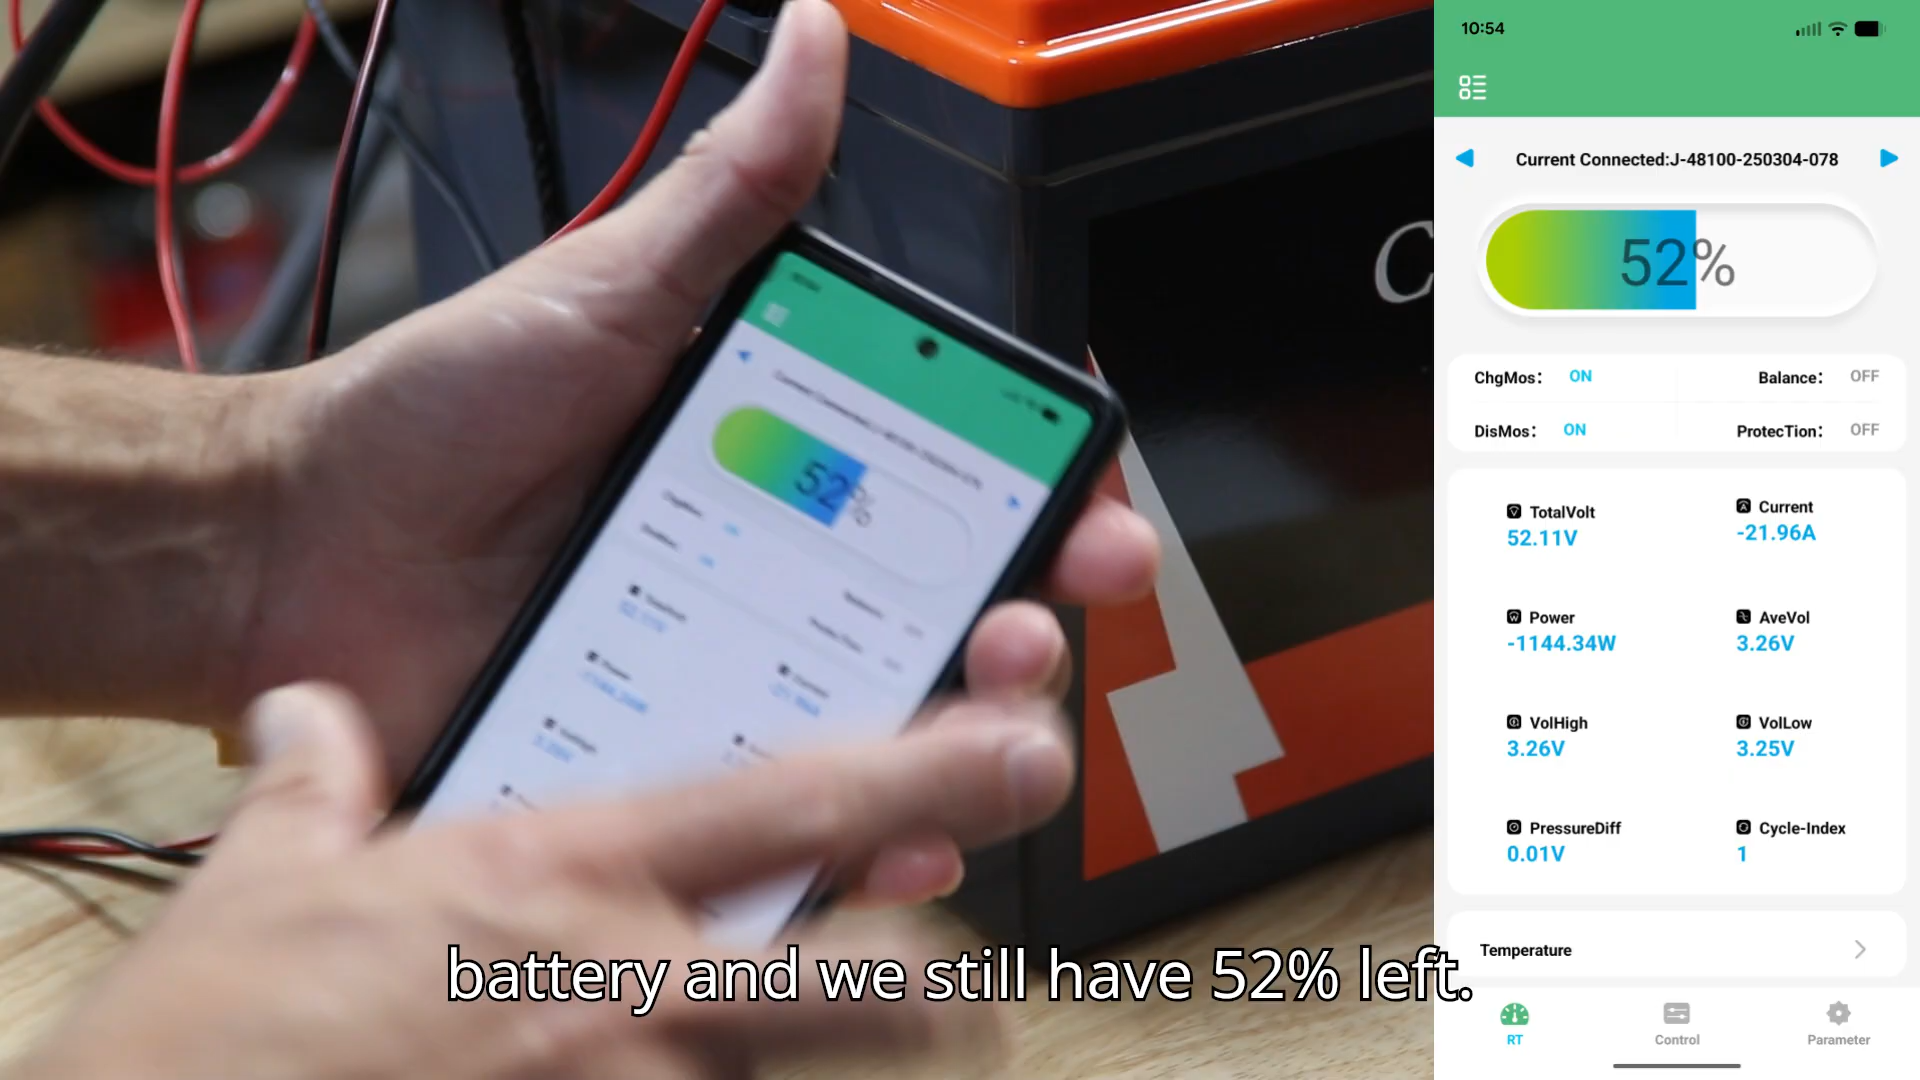 10:54
Current Connected:J-48100-250304-078
52%
ChgMos: ON
Balance: OFF
DisMos: ON
ProtecTion: OFF
TotalVolt
52.11V
Current
-21.96A
Power
-1144.34W
AveVol
3.26V
VolHigh
3.26V
VolLow
3.25V
PressureDiff
0.01V
Cycle-Index
1
Temperature
RT
Control
Parameter
52%
C
battery and we still have 52% left.